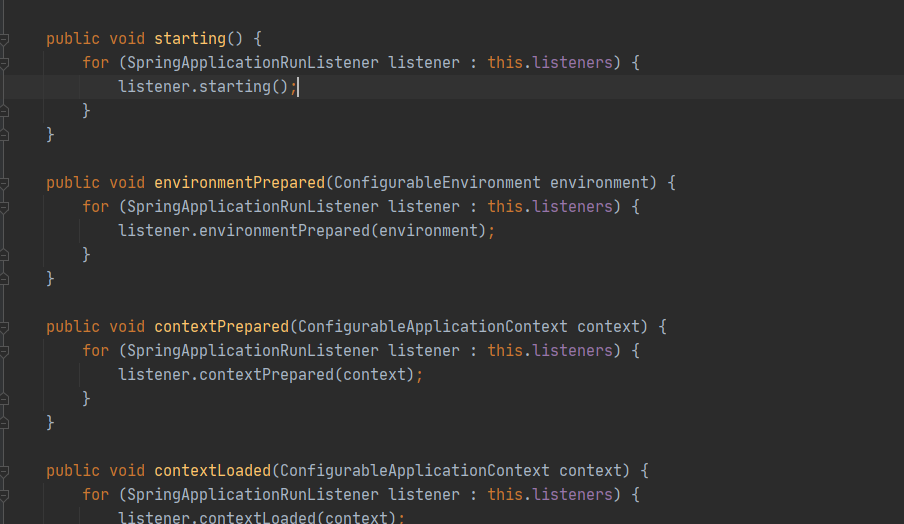 public void starting() {
for (SpringApplicationRunListener listener : this.listeners) {
listener.starting();
}
}
public void environmentPrepared(ConfigurableEnvironment environment) {
for (SpringApplicationRunListener listener : this.listeners) {
listener.environmentPrepared(environment);
}
}
public void contextPrepared(ConfigurableApplicationContext context) {
for (SpringApplicationRunListener listener : this.listeners) {
listener.contextPrepared(context);
}
}
public void contextLoaded(ConfigurableApplicationContext context) {
for (SpringApplicationRunListener listener : this.listeners) {
listener.contextLoaded(context);